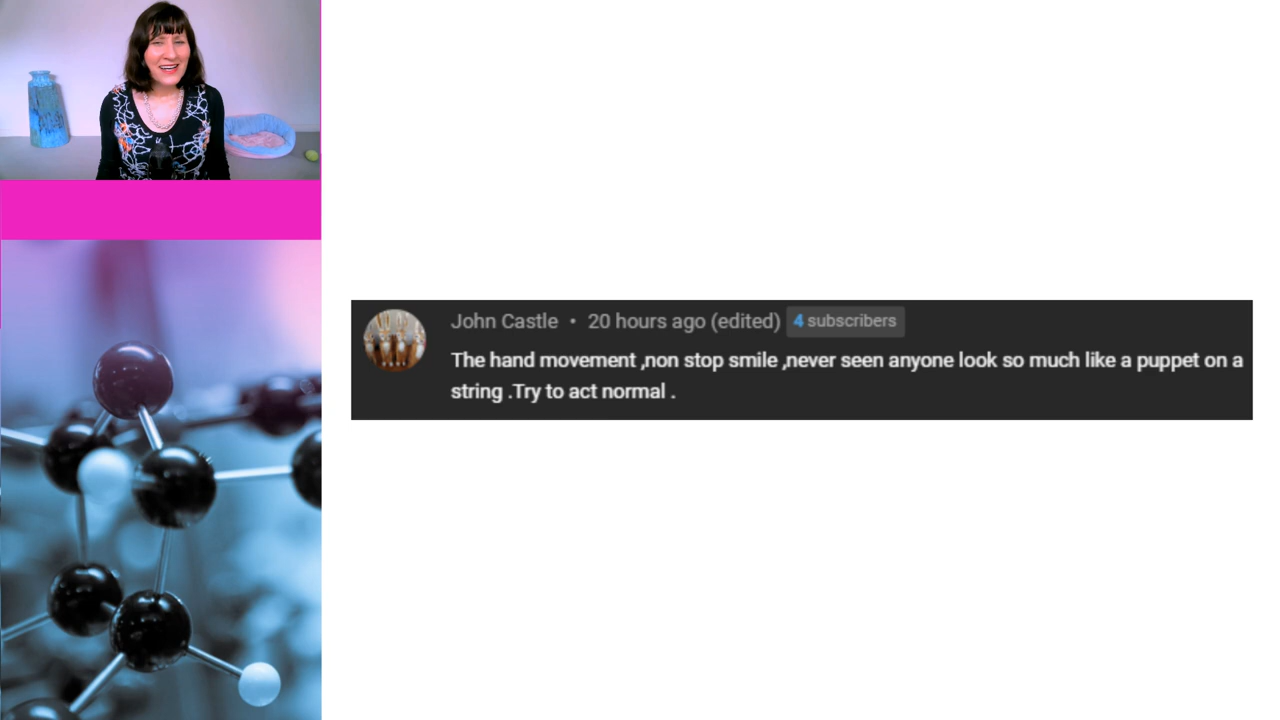 John Castle • 20 hours ago (edited) 4 subscribers
The hand movement ,non stop smile ,never seen anyone look so much like a puppet on a
string .Try to act normal .